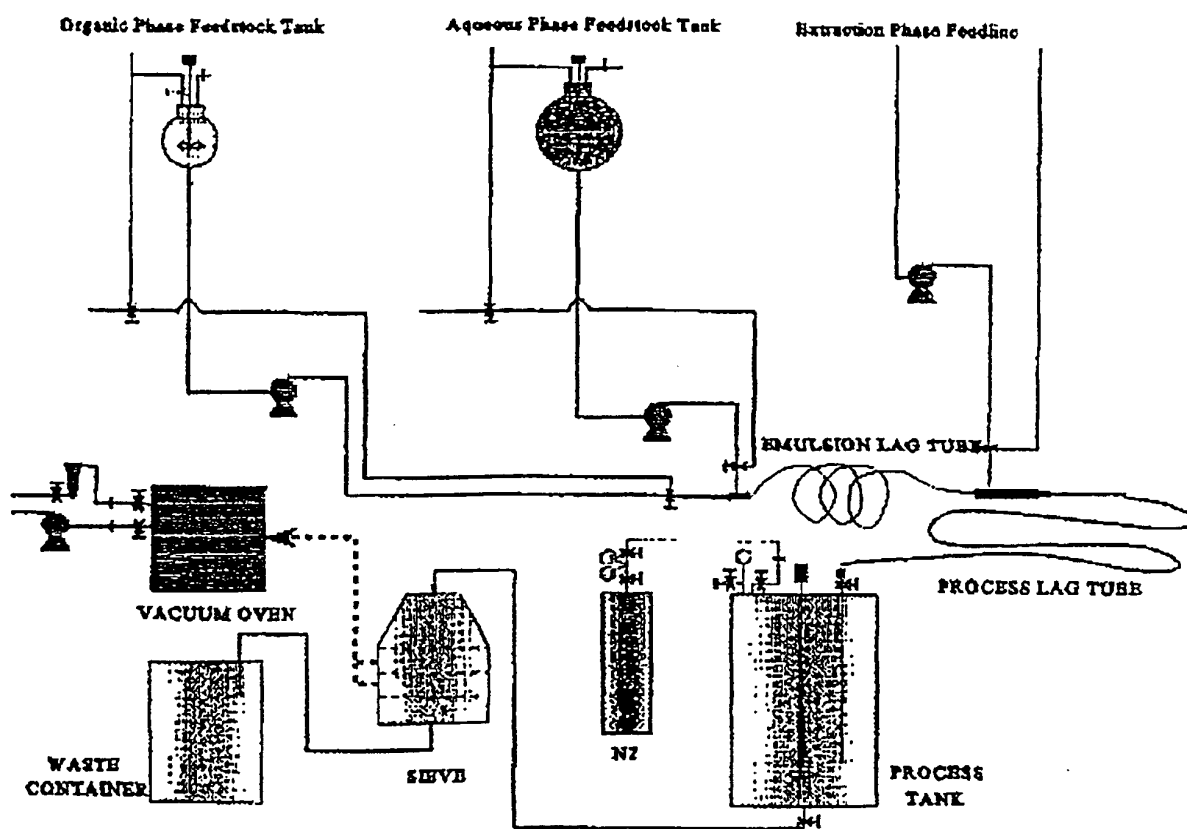 Organic Phase Feedstock Tank
Aqueous Phase Feedstock Tank
Extraction Phase Feedline
EMULSION LAG TUBE
PROCESS LAG TUBE
VACUUM OVEN
WASTE
CONTAINER
SIEVE
N2
PROCESS
TANK